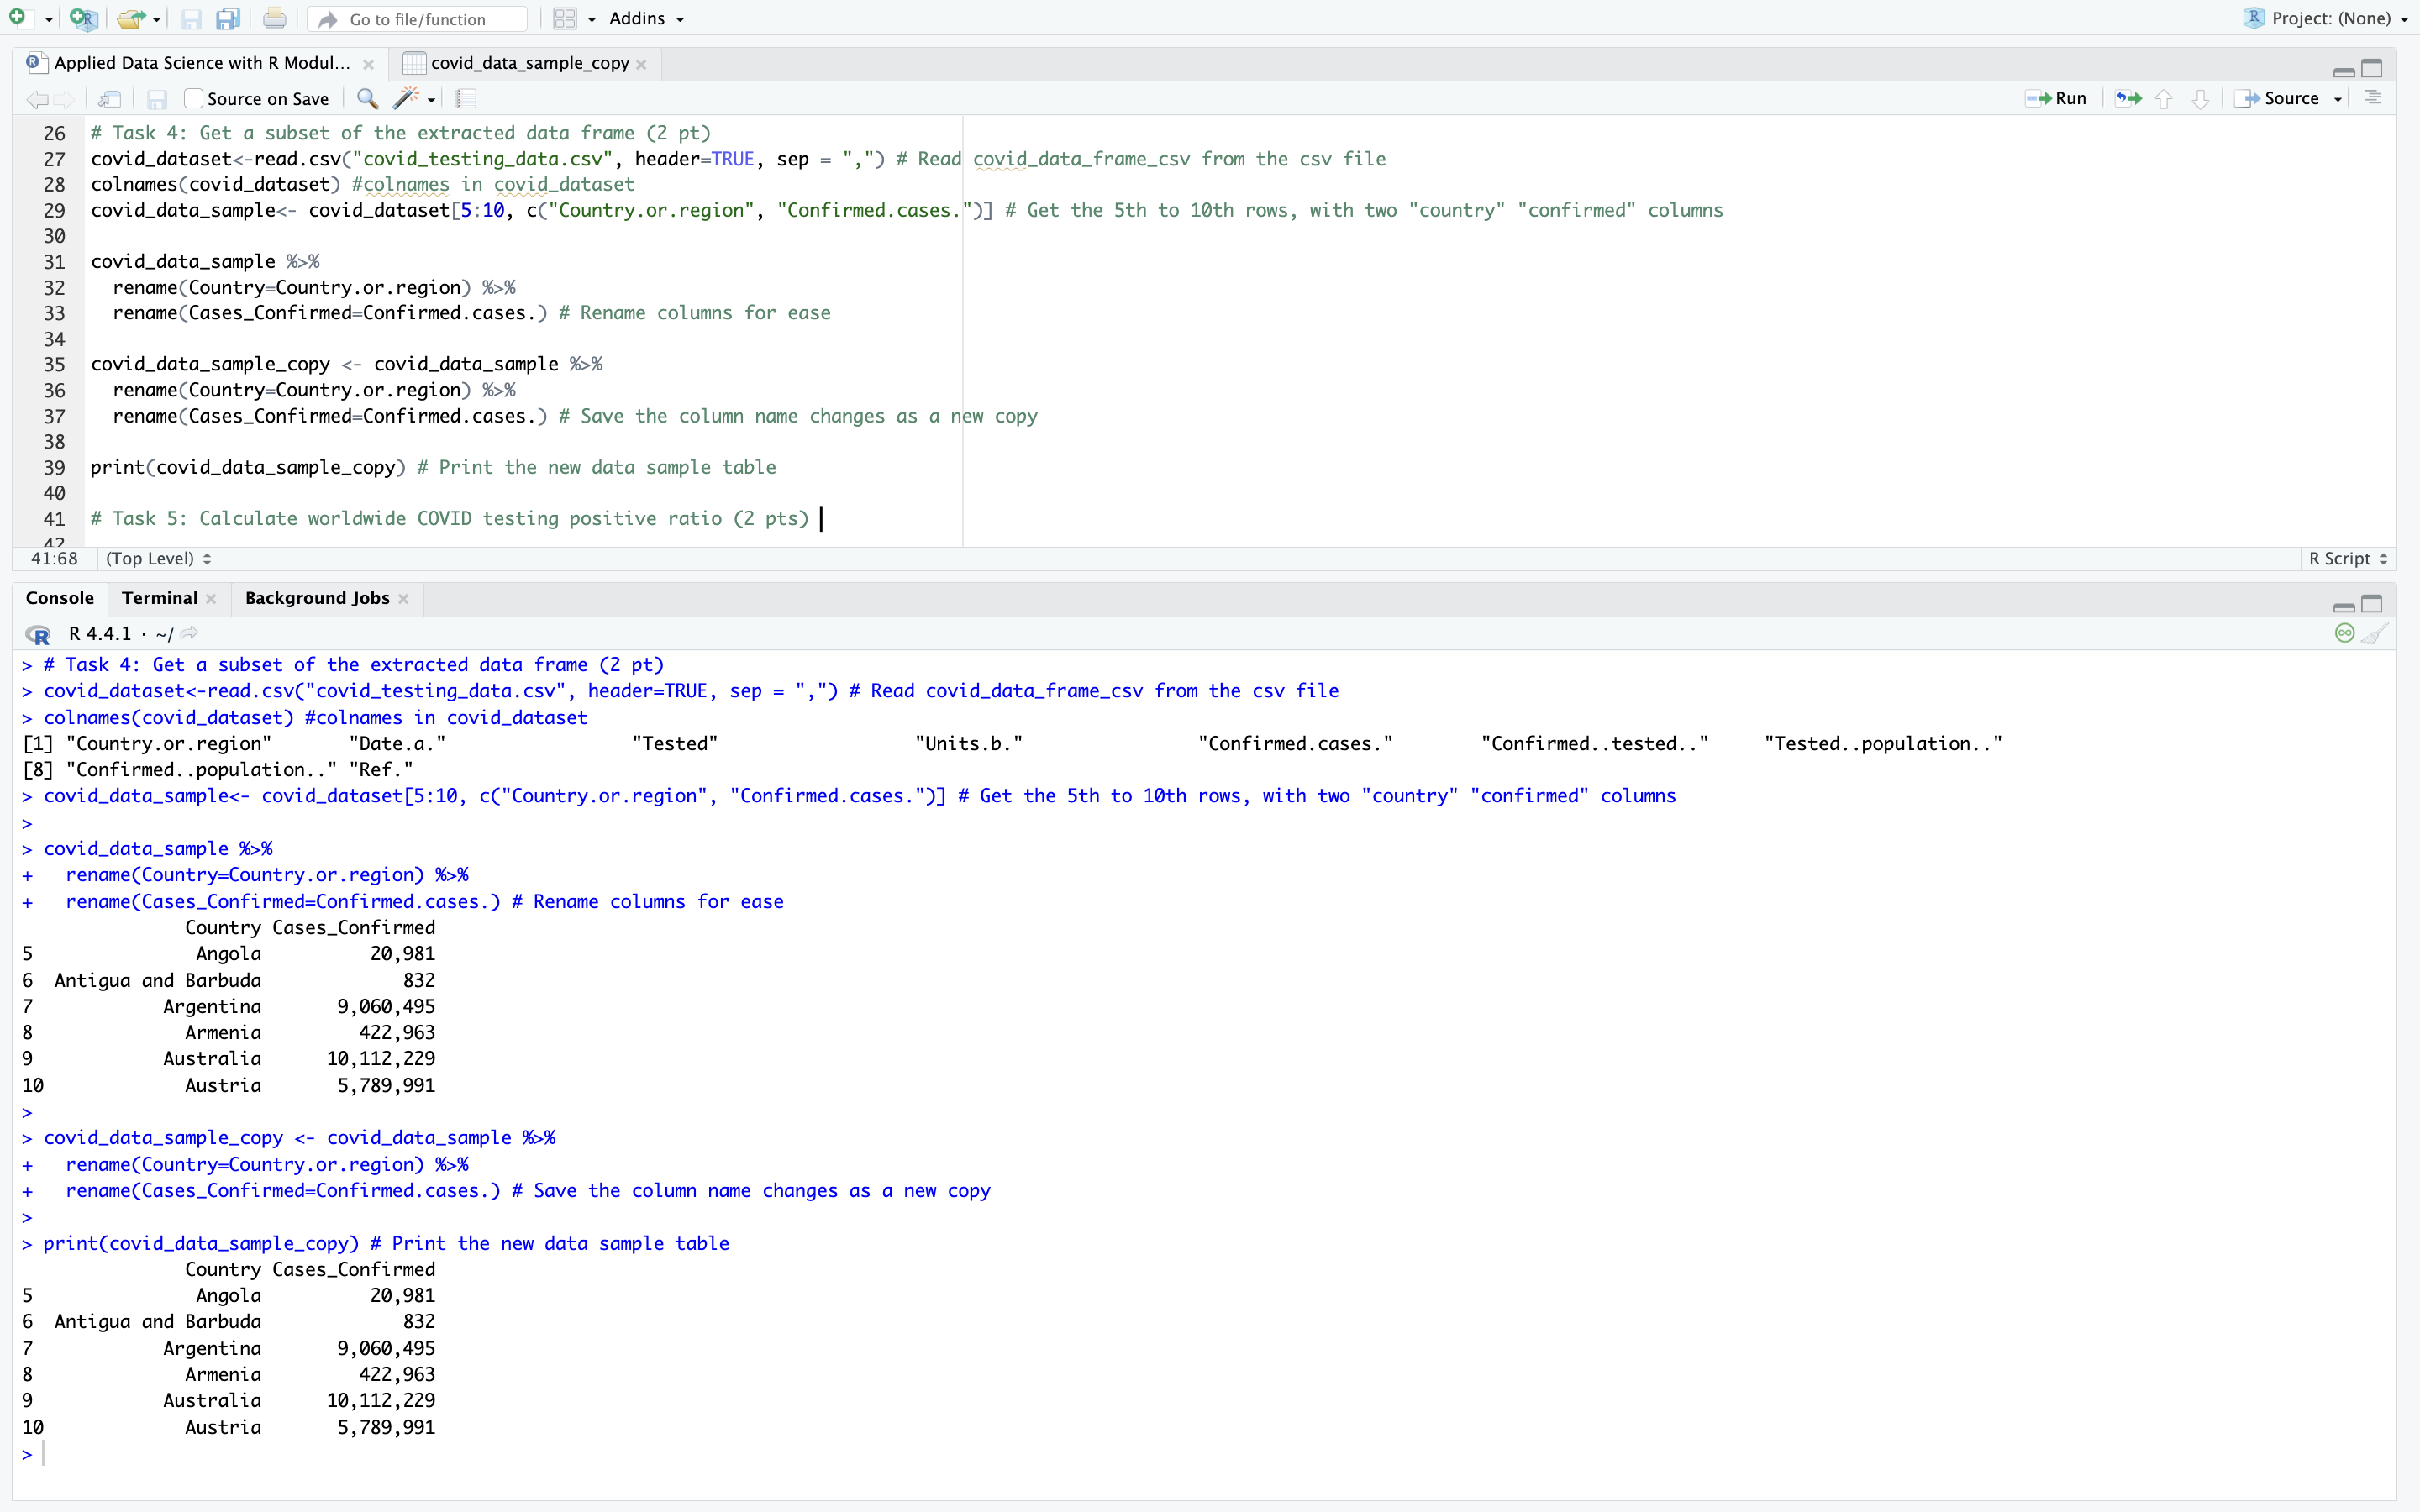 Go to file/function
Addins
Project: (None)
Applied Data Science with R Modul...
covid_data_sample_copy
Source on Save
Run
Source
26 # Task 4: Get a subset of the extracted data frame (2 pt)
27 covid_dataset<-read.csv("covid_testing_data.csv", header=TRUE, sep = ",") # Read covid_data_frame_csv from the csv file
28 colnames(covid_dataset) #colnames in covid_dataset
29 covid_data_sample<- covid_dataset[5:10, c("Country.or.region", "Confirmed.cases.")] # Get the 5th to 10th rows, with two "country" "confirmed" columns
30
31 covid_data_sample %>%
32   rename(Country=Country.or.region) %>%
33   rename(Cases_Confirmed=Confirmed.cases.) # Rename columns for ease
34
35 covid_data_sample_copy <- covid_data_sample %>%
36   rename(Country=Country.or.region) %>%
37   rename(Cases_Confirmed=Confirmed.cases.) # Save the column name changes as a new copy
38
39 print(covid_data_sample_copy) # Print the new data sample table
40
41 # Task 5: Calculate worldwide COVID testing positive ratio (2 pts)
42
41:68 (Top Level)
R Script
Console
Terminal
Background Jobs
R 4.4.1 · ~/
> # Task 4: Get a subset of the extracted data frame (2 pt)
> covid_dataset<-read.csv("covid_testing_data.csv", header=TRUE, sep = ",") # Read covid_data_frame_csv from the csv file
> colnames(covid_dataset) #colnames in covid_dataset
[1] "Country.or.region" "Date.a." "Tested" "Units.b." "Confirmed.cases." "Confirmed..tested.." "Tested..population.."
[8] "Confirmed..population.." "Ref."
> covid_data_sample<- covid_dataset[5:10, c("Country.or.region", "Confirmed.cases.")] # Get the 5th to 10th rows, with two "country" "confirmed" columns
>
> covid_data_sample %>%
+   rename(Country=Country.or.region) %>%
+   rename(Cases_Confirmed=Confirmed.cases.) # Rename columns for ease
Country Cases_Confirmed
5 Angola 20,981
6 Antigua and Barbuda 832
7 Argentina 9,060,495
8 Armenia 422,963
9 Australia 10,112,229
10 Austria 5,789,991
>
> covid_data_sample_copy <- covid_data_sample %>%
+   rename(Country=Country.or.region) %>%
+   rename(Cases_Confirmed=Confirmed.cases.) # Save the column name changes as a new copy
>
> print(covid_data_sample_copy) # Print the new data sample table
Country Cases_Confirmed
5 Angola 20,981
6 Antigua and Barbuda 832
7 Argentina 9,060,495
8 Armenia 422,963
9 Australia 10,112,229
10 Austria 5,789,991
>